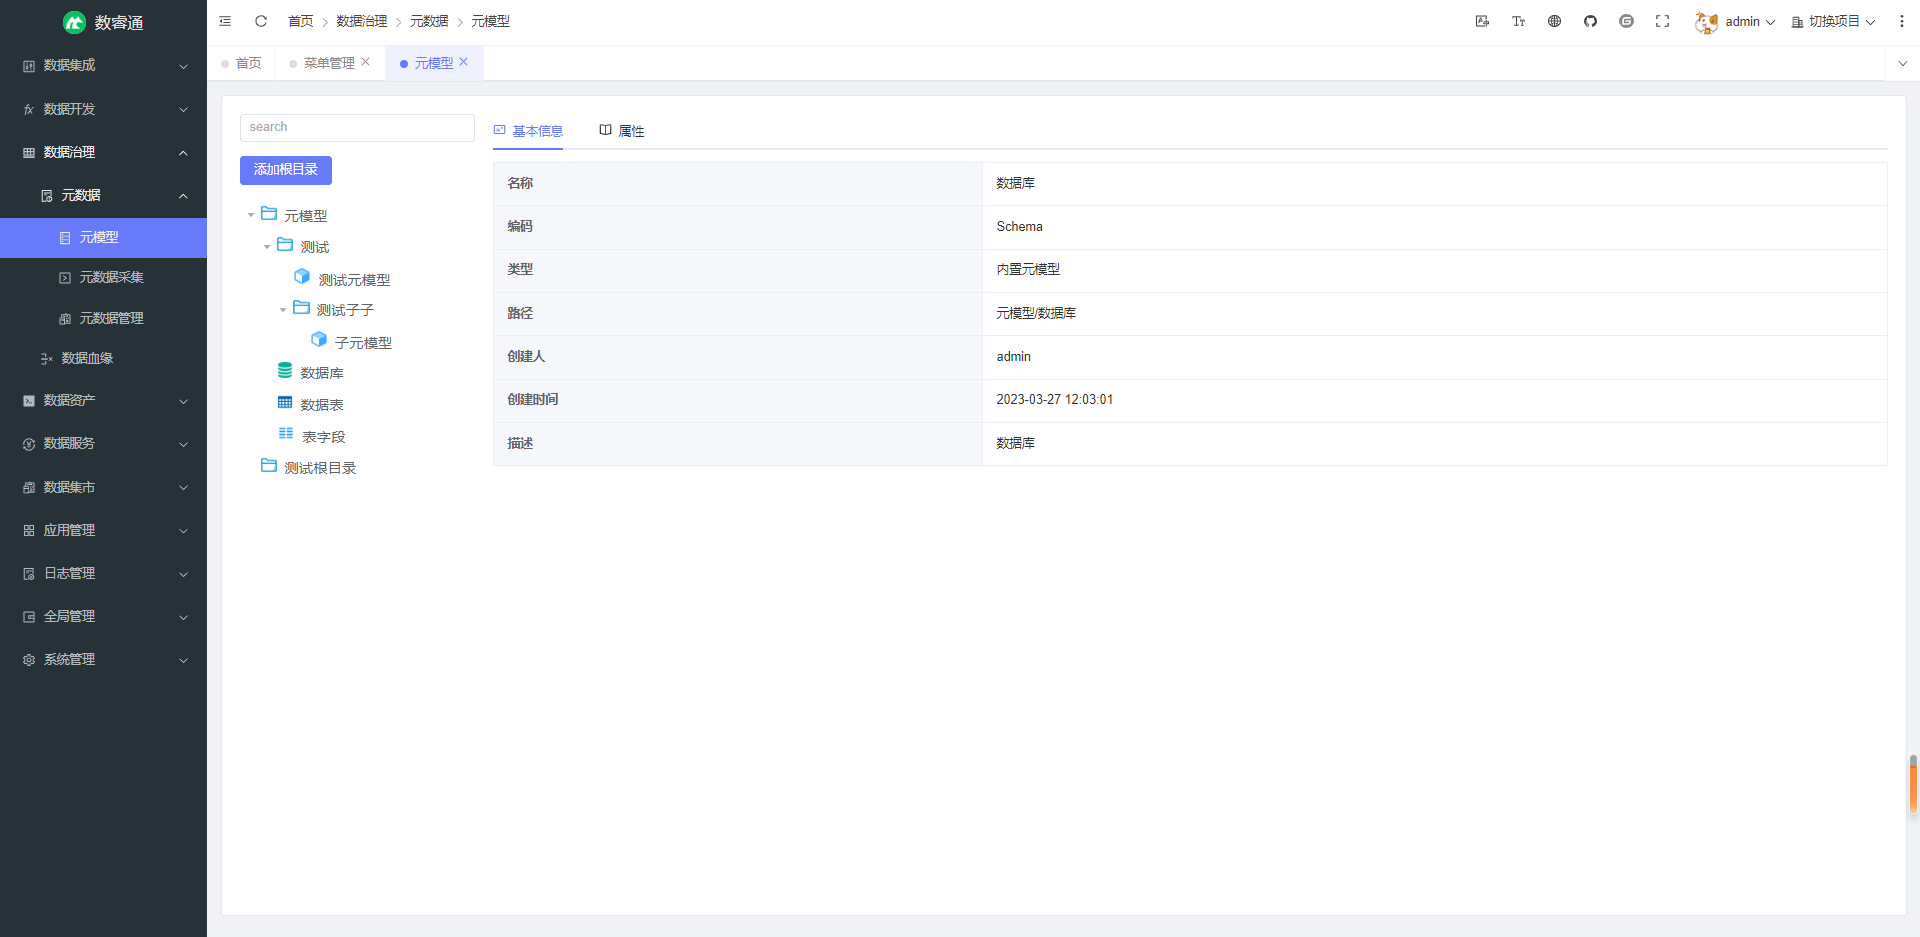 数睿通
数据集成
数据开发
数据治理
元数据
元模型
元数据采集
元数据管理
数据血缘
数据资产
数据服务
数据集市
应用管理
日志管理
全局管理
系统管理
首页 > 数据治理 > 元数据 > 元模型
admin 切换项目
首页 菜单管理 元模型
search
添加根目录
元模型
测试
测试元模型
测试子子
子元模型
数据库
数据表
表字段
测试根目录
基本信息 属性
名称 数据库
编码 Schema
类型 内置元模型
路径 元模型/数据库
创建人 admin
创建时间 2023-03-27 12:03:01
描述 数据库